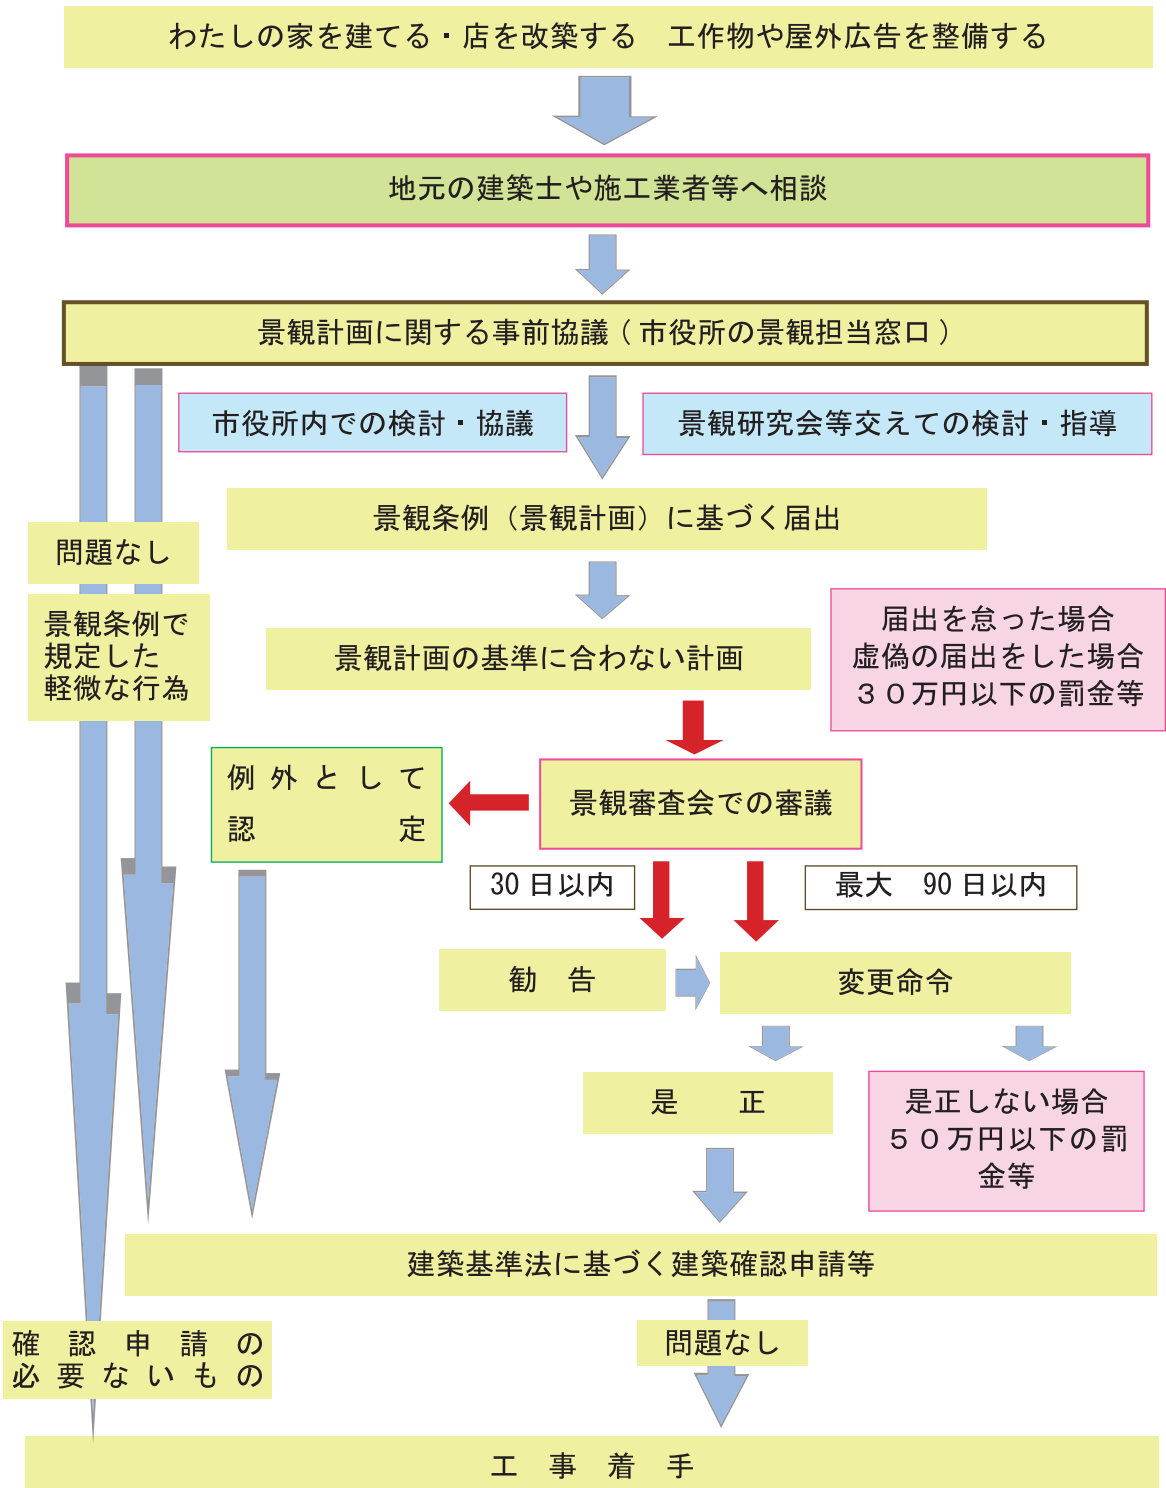 わたしの家を建てる・店を改築する　工作物や屋外広告を整備する
地元の建築士や施工業者等へ相談
景観計画に関する事前協議（市役所の景観担当窓口）
市役所内での検討・協議
景観研究会等交えての検討・指導
景観条例（景観計画）に基づく届出
問題なし
景観条例で
規定した
軽微な行為
景観計画の基準に合わない計画
届出を怠った場合
虚偽の届出をした場合
３０万円以下の罰金等
例外として
認定
景観審査会での審議
30日以内
最大　90日以内
勧　告
変更命令
是　　正
是正しない場合
５０万円以下の罰
金等
建築基準法に基づく建築確認申請等
問題なし
確認申請の
必要ないもの
工　事　着　手